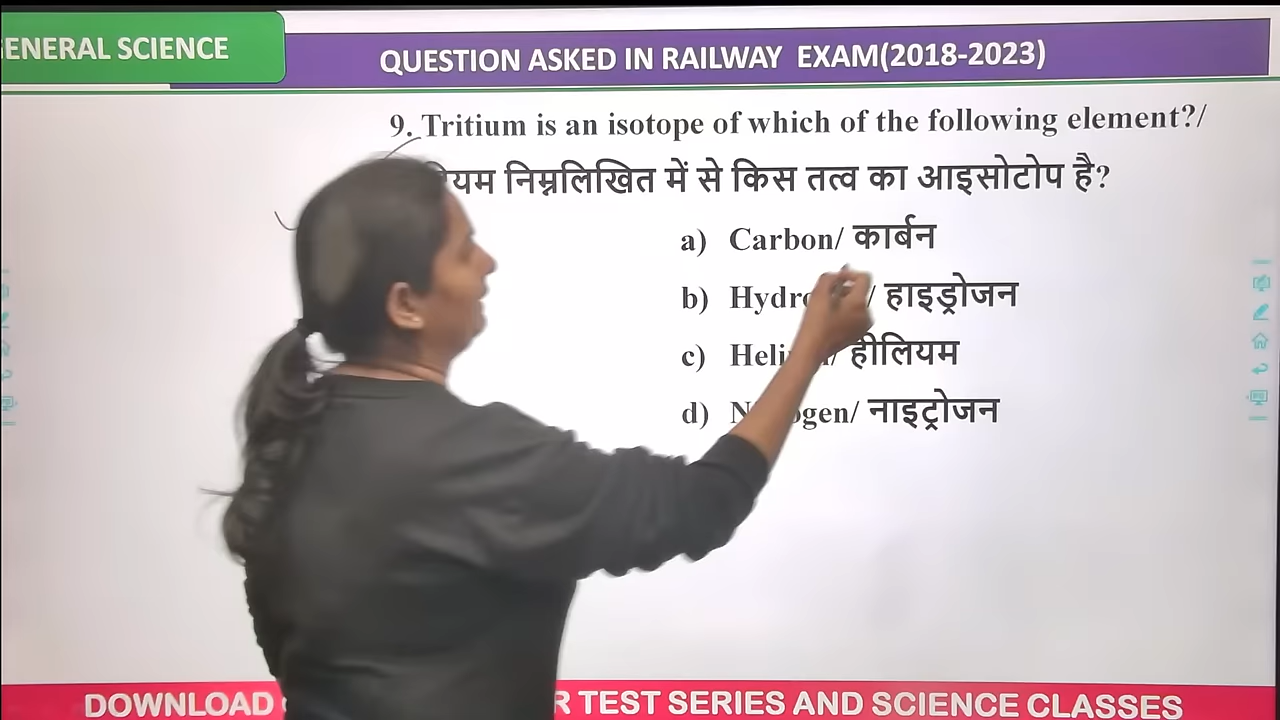 GENERAL SCIENCE
QUESTION ASKED IN RAILWAY EXAM(2018-2023)
9. Tritium is an isotope of which of the following element?/
निम्नलिखित में से किस तत्व का आइसोटोप है?
a) Carbon/ कार्बन
b) / हाइड्रोजन
c) / हीलियम
d) / नाइट्रोजन
DOWNLOAD TEST SERIES AND SCIENCE CLASSES